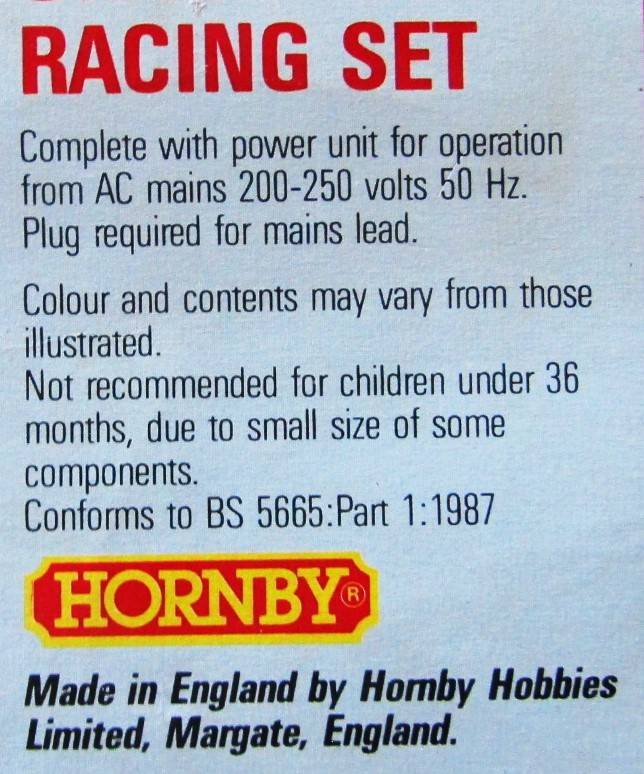 RACING SET
Complete with power unit for operation
from AC mains 200-250 volts 50 Hz.
Plug required for mains lead.
Colour and contents may vary from those
illustrated.
Not recommended for children under 36
months, due to small size of some
components.
Conforms to BS 5665:Part 1:1987
HORNBY®
Made in England by Hornby Hobbies
Limited, Margate, England.